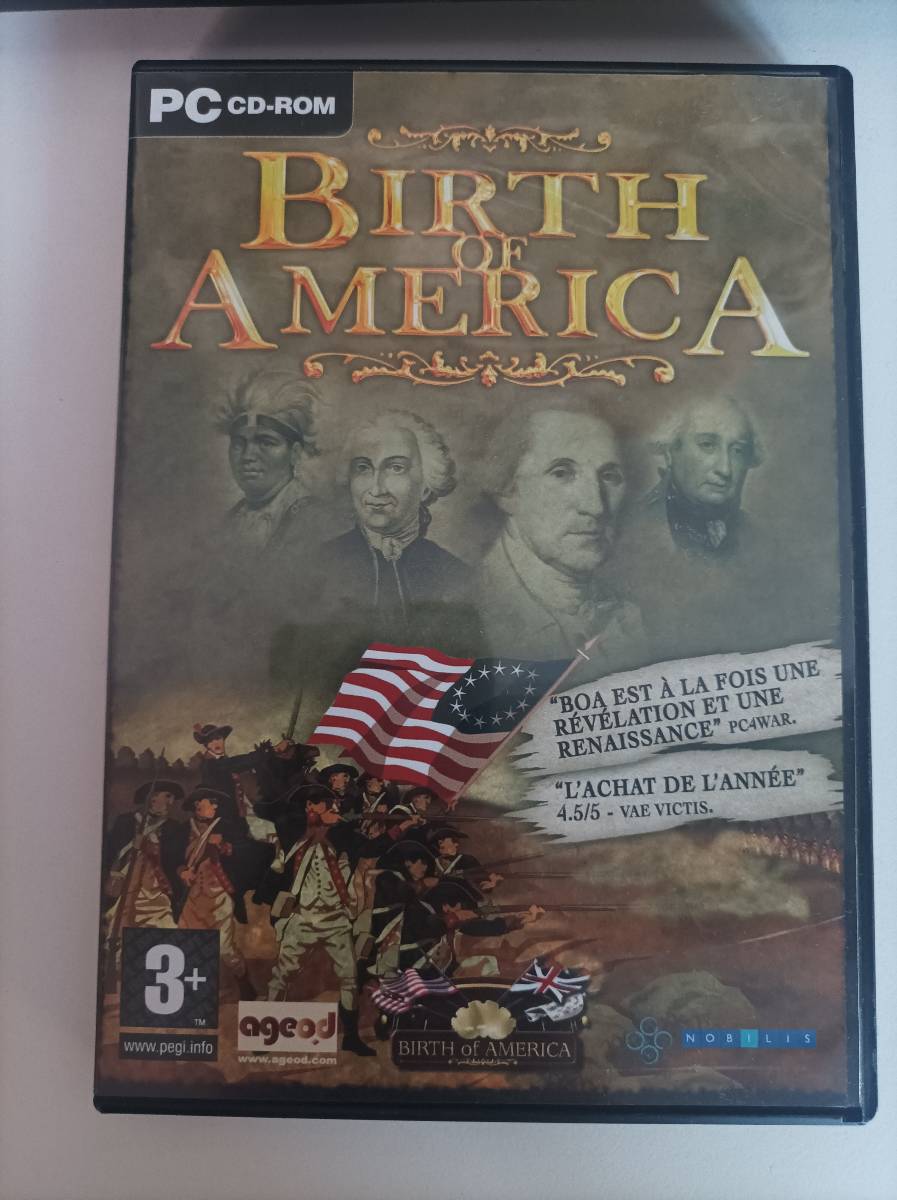 PC CD-ROM
BIRTH
OF
AMERICA
“BOA EST À LA FOIS UNE
RÉVÉLATION ET UNE
RENAISSANCE” PC4WAR.
“L'ACHAT DE L'ANNÉE”
4.5/5 - VAE VICTIS.
3+
TM
www.pegi.info
ageod
www.ageod.com
BIRTH of AMERICA
NOBILIS